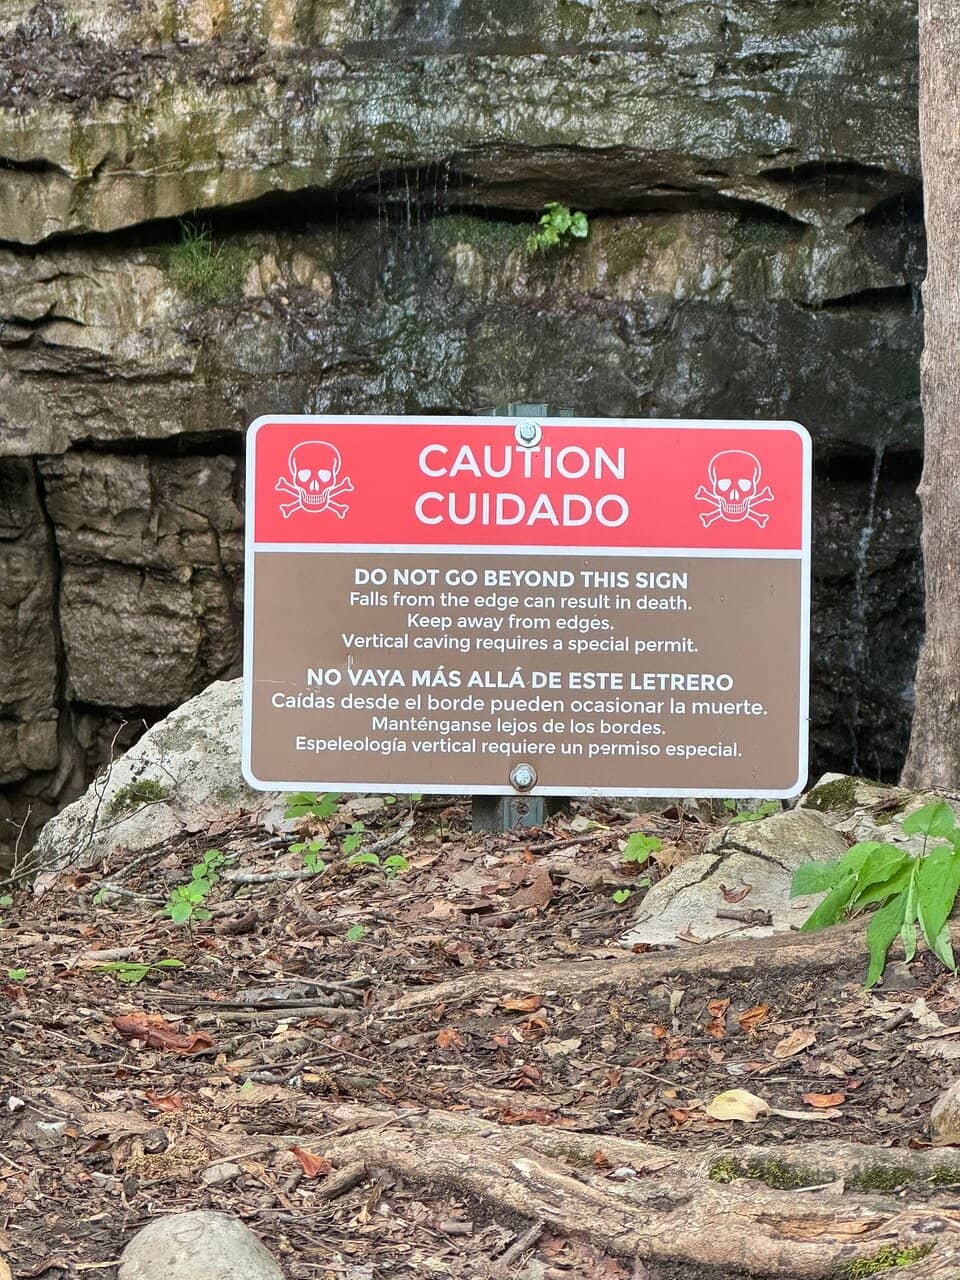 CAUTION
CUIDADO
DO NOT GO BEYOND THIS SIGN
Falls from the edge can result in death.
Keep away from edges.
Vertical caving requires a special permit.
NO VAYA MÁS ALLÁ DE ESTE LETRERO
Caídas desde el borde pueden ocasionar la muerte.
Manténganse lejos de los bordes.
Espeleología vertical requiere un permiso especial.